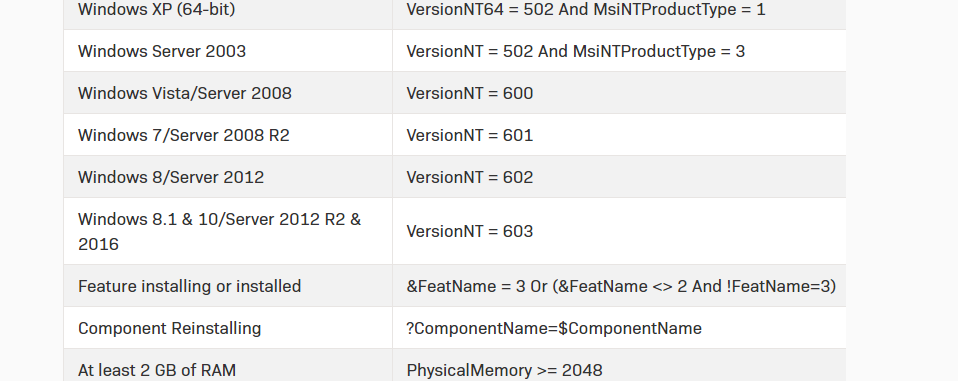 Windows XP (64-bit) VersionNT64 = 502 And MsiNTProductType = 1
Windows Server 2003 VersionNT = 502 And MsiNTProductType = 3
Windows Vista/Server 2008 VersionNT = 600
Windows 7/Server 2008 R2 VersionNT = 601
Windows 8/Server 2012 VersionNT = 602
Windows 8.1 & 10/Server 2012 R2 &
2016
VersionNT = 603
Feature installing or installed &FeatName = 3 Or (&FeatName <> 2 And !FeatName=3)
Component Reinstalling ?ComponentName=$ComponentName
At least 2 GB of RAM PhysicalMemory >= 2048